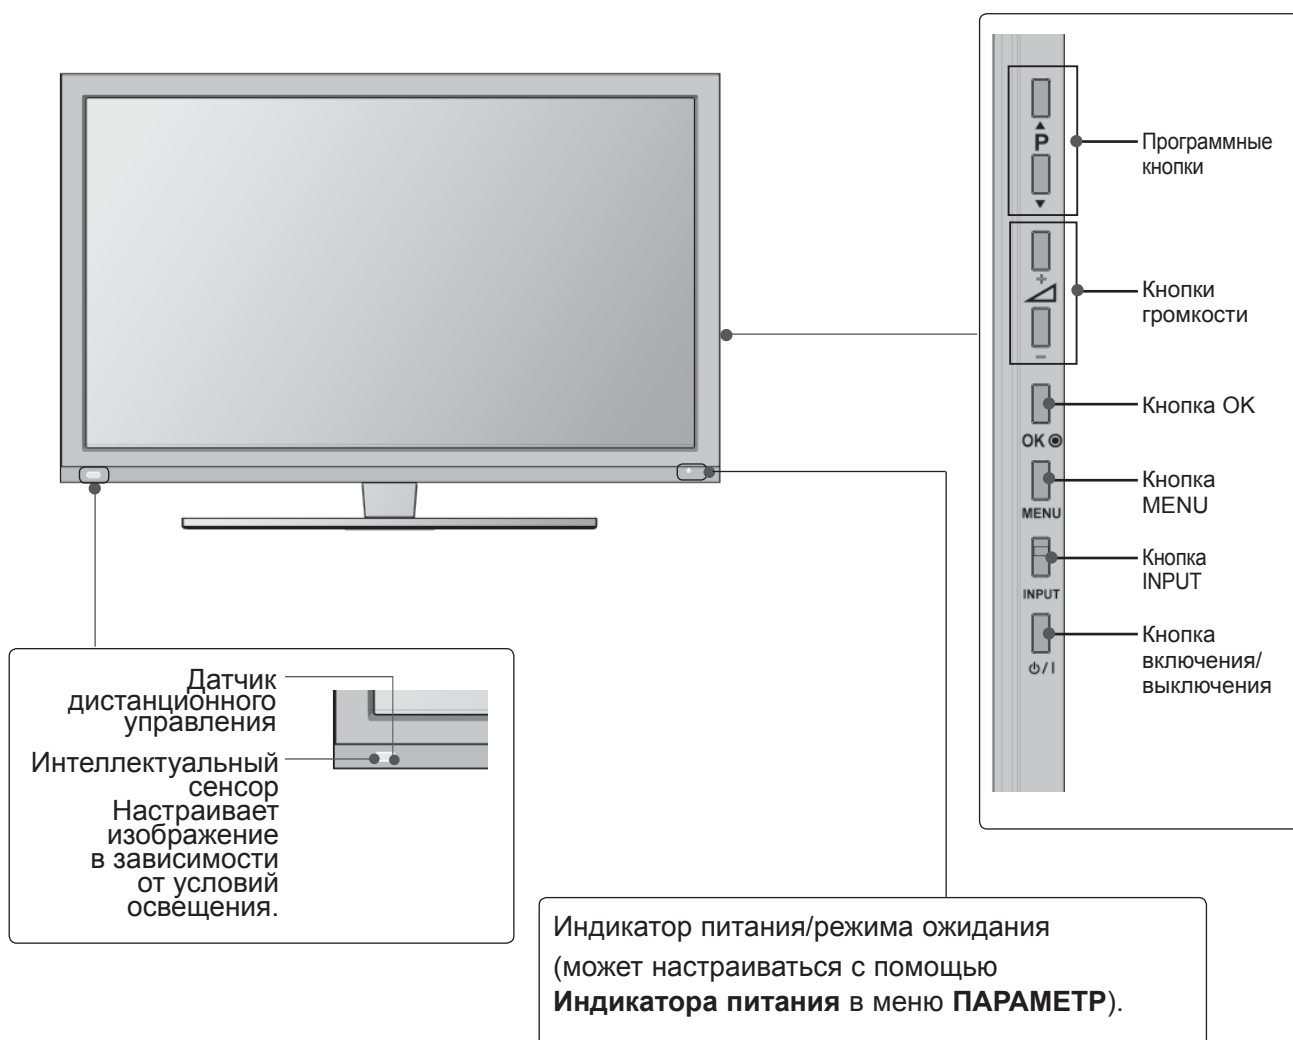 P
Программные
кнопки
+
Кнопки
громкости
-
Кнопка OK
OK
Кнопка
MENU
MENU
Кнопка
INPUT
INPUT
Кнопка
включения/
выключения
/ I
Датчик
дистанционного
управления
Интеллектуальный
сенсор
Настраивает
изображение
в зависимости
от условий
освещения.
Индикатор питания/режима ожидания
(может настраиваться с помощью
Индикатора питания в меню ПАРАМЕТР).